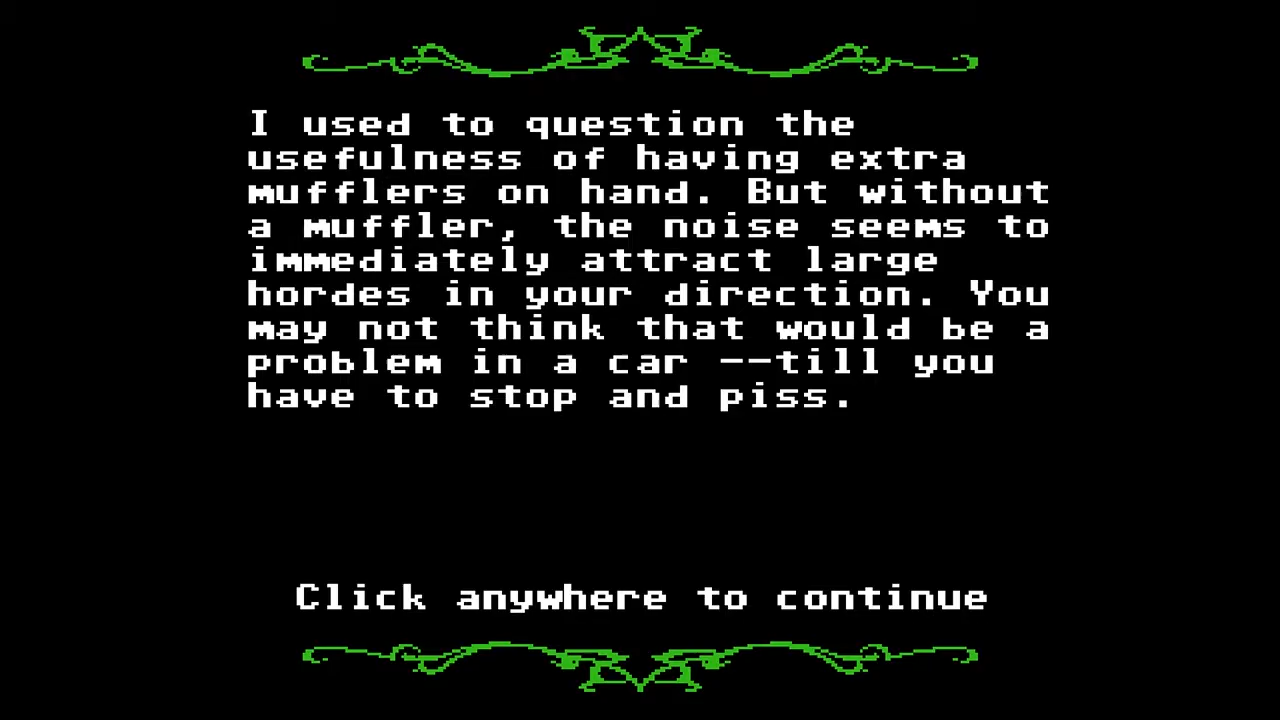 I used to question the
usefulness of having extra
mufflers on hand. But without
a muffler, the noise seems to
immediately attract large
hordes in your direction. You
may not think that would be a
problem in a car --till you
have to stop and piss.
Click anywhere to continue